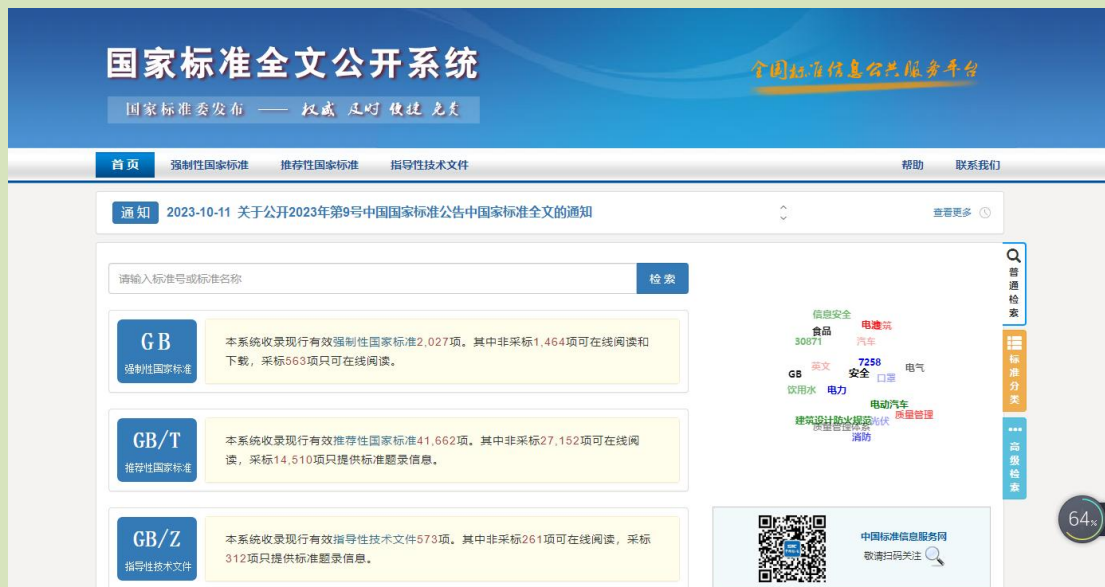 国家标准全文公开系统
全国标准信息公共服务平台
国家标准委发布 —— 权威 及时 便捷 免责
首页 强制性国家标准 推荐性国家标准 指导性技术文件 帮助 联系我们
通知 2023-10-11 关于公开2023年第9号中国国家标准公告中国家标准全文的通知 查看更多
请输入标准号或标准名称 检索
普通检索
GB
强制性国家标准
本系统收录现行有效强制性国家标准2,027项。其中非采标1,464项可在线阅读和
下载，采标563项只可在线阅读。
GB/T
推荐性国家标准
本系统收录现行有效推荐性国家标准41,662项。其中非采标27,152项可在线阅
读，采标14,510项只提供标准题录信息。
GB/Z
指导性技术文件
本系统收录现行有效指导性技术文件573项。其中非采标261项可在线阅读，采标
312项只提供标准题录信息。
信息安全
食品
30871
汽车
英文
7258
GB
安全
口罩
电气
饮用水
电力
电动汽车
质量管理
建筑设计防火规范
光伏
质量管理体系
消防
标准分类
高级检索
中国标准信息服务网
敬请扫码关注
64%